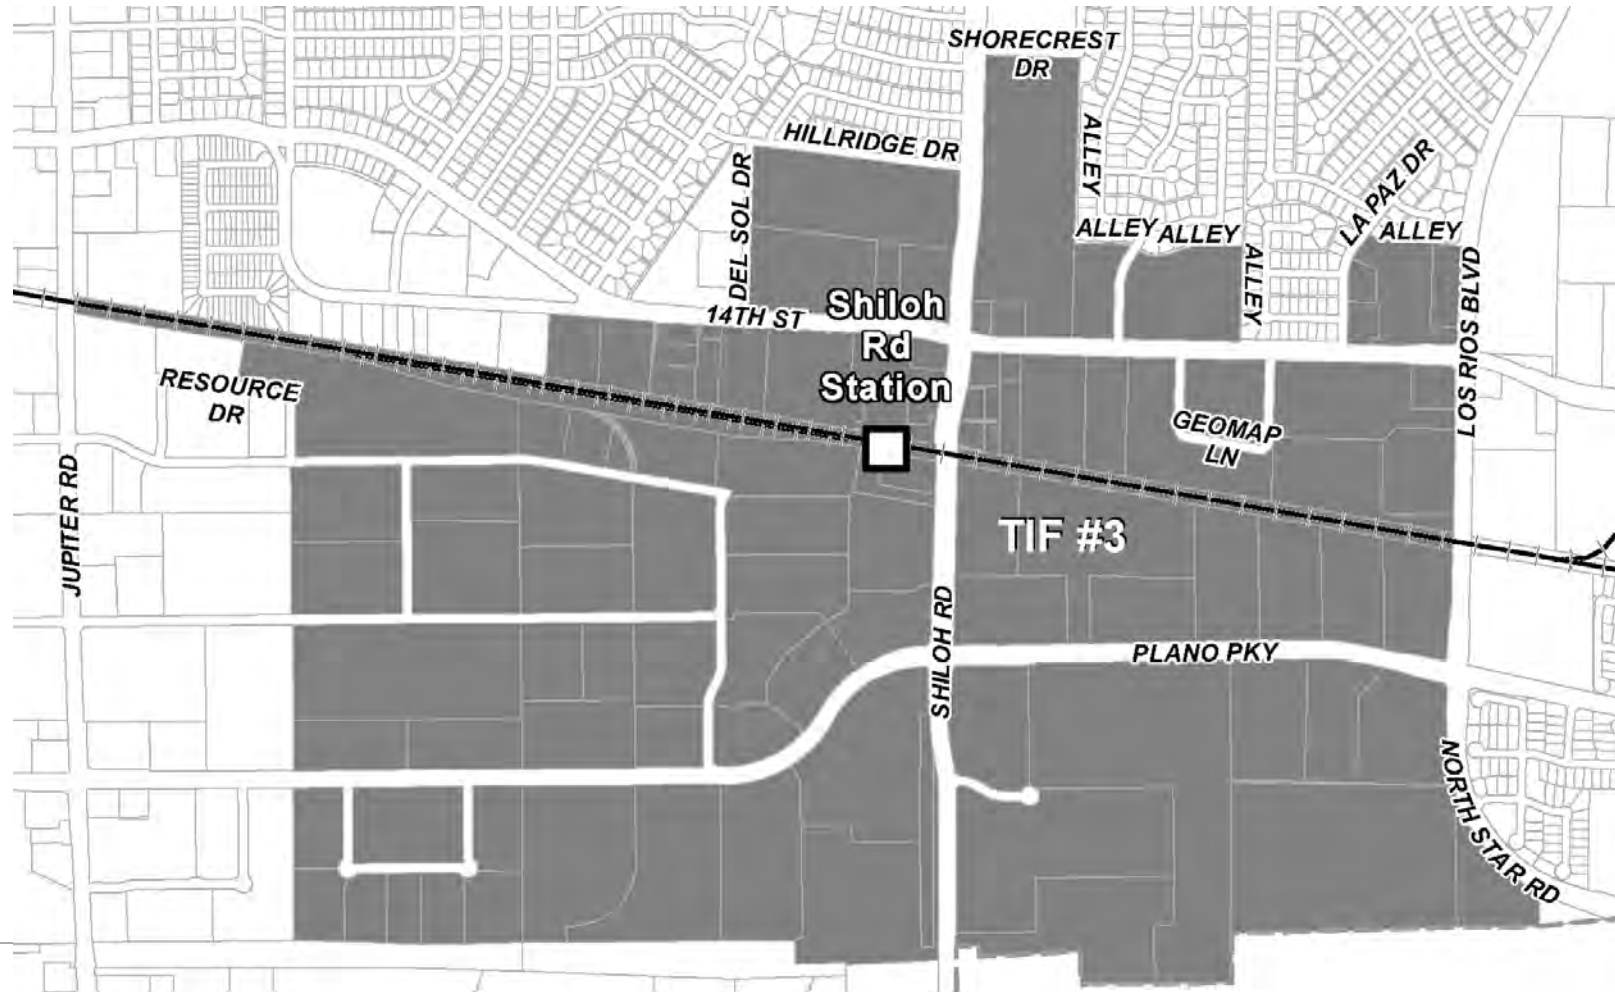 SHORECREST
DR
HILLRIDGE DR
ALLEY
DEL SOL DR
LA PAZ DR
ALLEY
ALLEY
ALLEY
ALLEY
LOS RIOS BLVD
14TH ST
Shiloh
Rd
Station
RESOURCE
DR
GEOMAP
LN
JUPITER RD
TIF #3
SHILOH RD
PLANO PKY
NORTH STAR RD